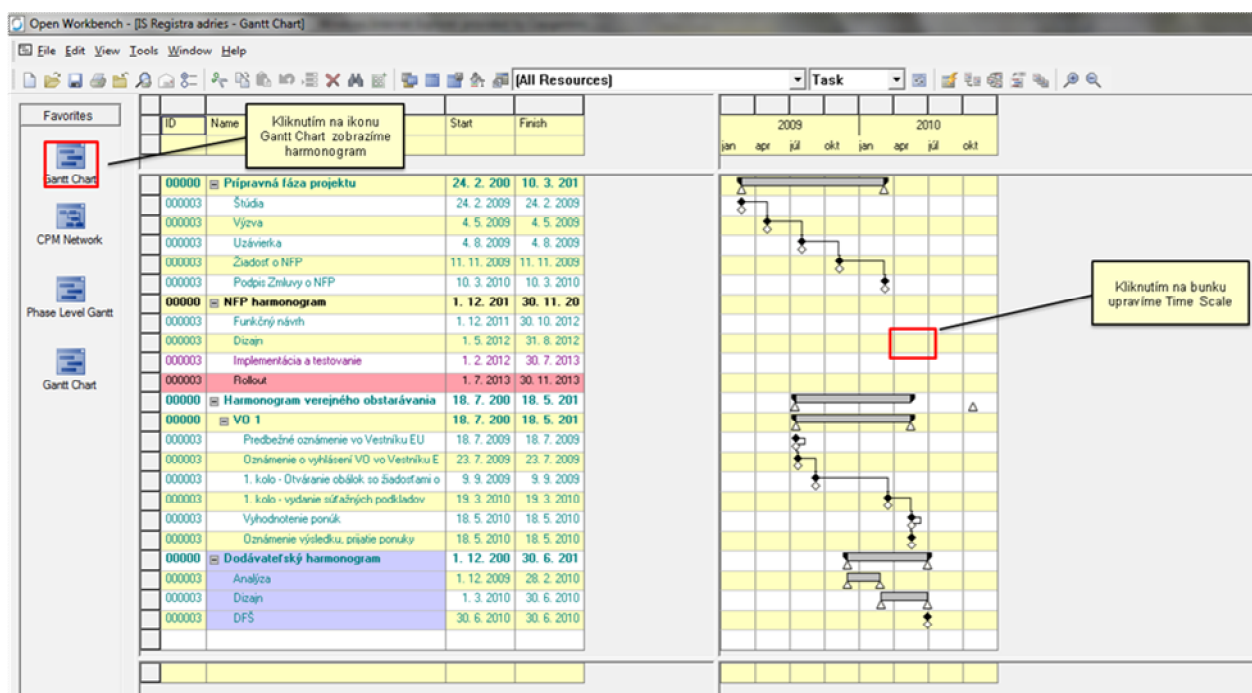 Open Workbench - [IS Registra adries - Gantt Chart]
File Edit View Tools Window Help
(All Resources) Task
Favorites
Gantt Chart
CPM Network
Phase Level Gantt
Gantt Chart
Kliknutím na ikonu
Gantt Chart zobrazíme
harmonogram
ID Name Start Finish
2009 2010
jan apr júl okt jan apr júl okt
00000 Prípravná fáza projektu 24. 2. 200 10. 3. 201
000003 Štúdia 24. 2. 2009 24. 2. 2009
000003 Výzva 4. 5. 2009 4. 5. 2009
000003 Uzávierka 4. 8. 2009 4. 8. 2009
000003 Žiadosť o NFP 11. 11. 2009 11. 11. 2009
000003 Podpis Zmluvy o NFP 10. 3. 2010 10. 3. 2010
00000 NFP harmonogram 1. 12. 201 30. 11. 20
000003 Funkčný návrh 1. 12. 2011 30. 10. 2012
000003 Dizajn 1. 5. 2012 31. 8. 2012
000003 Implementácia a testovanie 1. 2. 2012 30. 7. 2013
000003 Rollout 1. 7. 2013 30. 11. 2013
00000 Harmonogram verejného obstarávania 18. 7. 200 18. 5. 201
00000 VO 1 18. 7. 200 18. 5. 201
000003 Predbežné oznámenie vo Vestníku EU 18. 7. 2009 18. 7. 2009
000003 Oznámenie o vyhlásení VO vo Vestníku E 23. 7. 2009 23. 7. 2009
000003 1. kolo - Otváranie obálok so žiadosťami o 9. 9. 2009 9. 9. 2009
000003 1. kolo - vydanie súťažných podkladov 19. 3. 2010 19. 3. 2010
000003 Vyhodnotenie ponúk 18. 5. 2010 18. 5. 2010
000003 Oznámenie výsledku, prijatie ponuky 18. 5. 2010 18. 5. 2010
00000 Dodávateľský harmonogram 1. 12. 200 30. 6. 201
000003 Analýza 1. 12. 2009 28. 2. 2010
000003 Dizajn 1. 3. 2010 30. 6. 2010
000003 DFŠ 30. 6. 2010 30. 6. 2010
Kliknutím na bunku
upravíme Time Scale